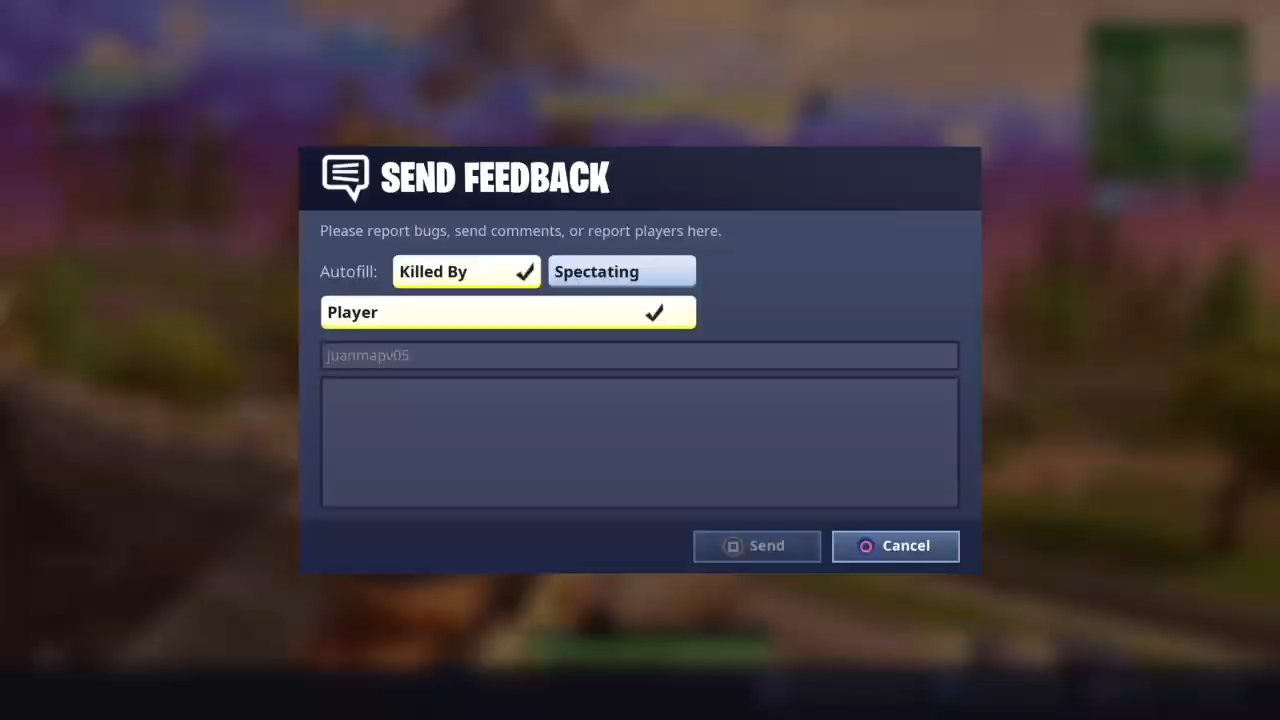 SEND FEEDBACK
Please report bugs, send comments, or report players here.
Autofill: Killed By Spectating
Player
juanmapv05
Send Cancel